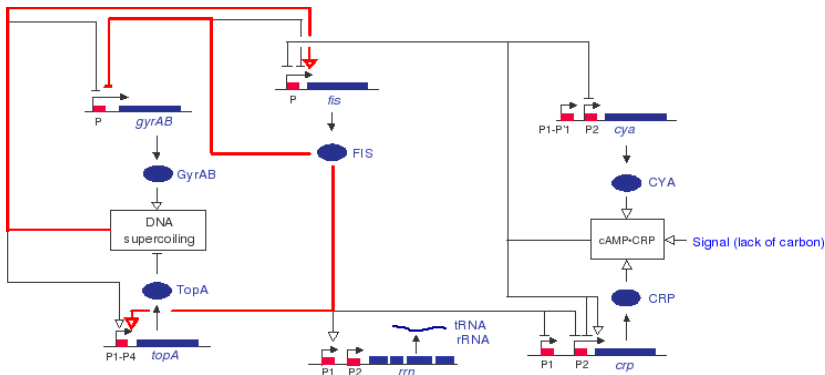 P
gyrAB
P
fis
P1-P'1
P2
cya
GyrAB
FIS
CYA
DNA
supercoiling
cAMP•CRP
Signal (lack of carbon)
TopA
CRP
tRNA
rRNA
P1-P4
topA
P1
P2
rrn
P1
P2
crp